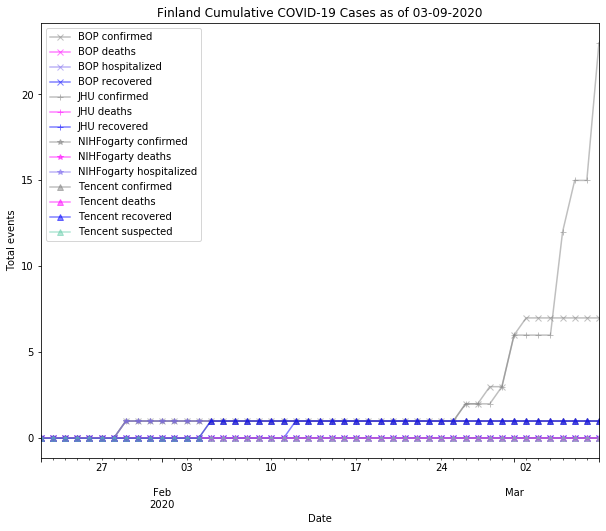 Finland Cumulative COVID-19 Cases as of 03-09-2020
BOP confirmed
BOP deaths
BOP hospitalized
BOP recovered
JHU confirmed
JHU deaths
JHU recovered
NIHFogarty confirmed
NIHFogarty deaths
NIHFogarty hospitalized
Tencent confirmed
Tencent deaths
Tencent recovered
Tencent suspected
Total events
20
15
10
5
0
27 03 10 17 24 02
Feb Mar
2020
Date